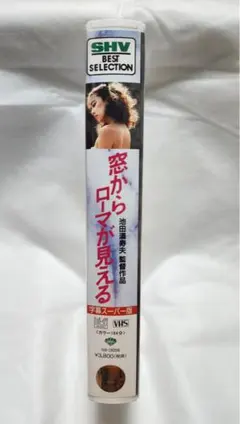 SHV
BEST
SELECTION
窓から
ローマが見える
池田満寿夫 監督作品
字幕スーパー版
VHS
¥3,800